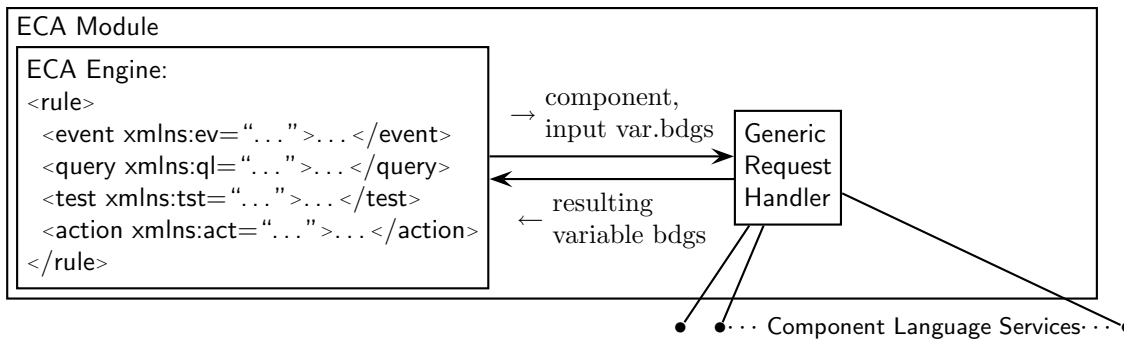 ECA Module
ECA Engine:
<rule>
<event xmlns:ev=“...”>...</event>
<query xmlns:ql=“...”>...</query>
<test xmlns:tst=“...”>...</test>
<action xmlns:act=“...”>...</action>
</rule>
→ component,
input var.bdgs
← resulting
variable bdgs
Generic
Request
Handler
•   •··· Component Language Services···•